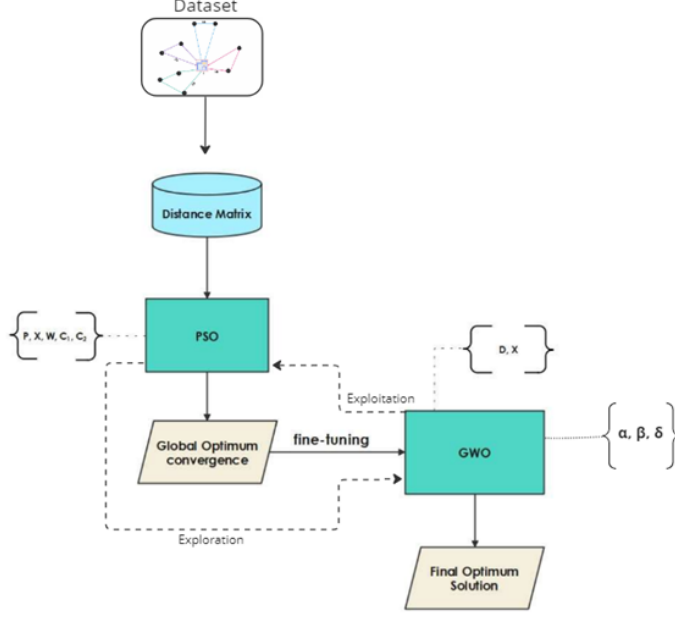 Dataset
Distance Matrix
P, X, W, C₁, C₂
PSO
D, X
Exploitation
α, β, δ
Global Optimum
convergence
fine-tuning
GWO
Exploration
Final Optimum
Solution